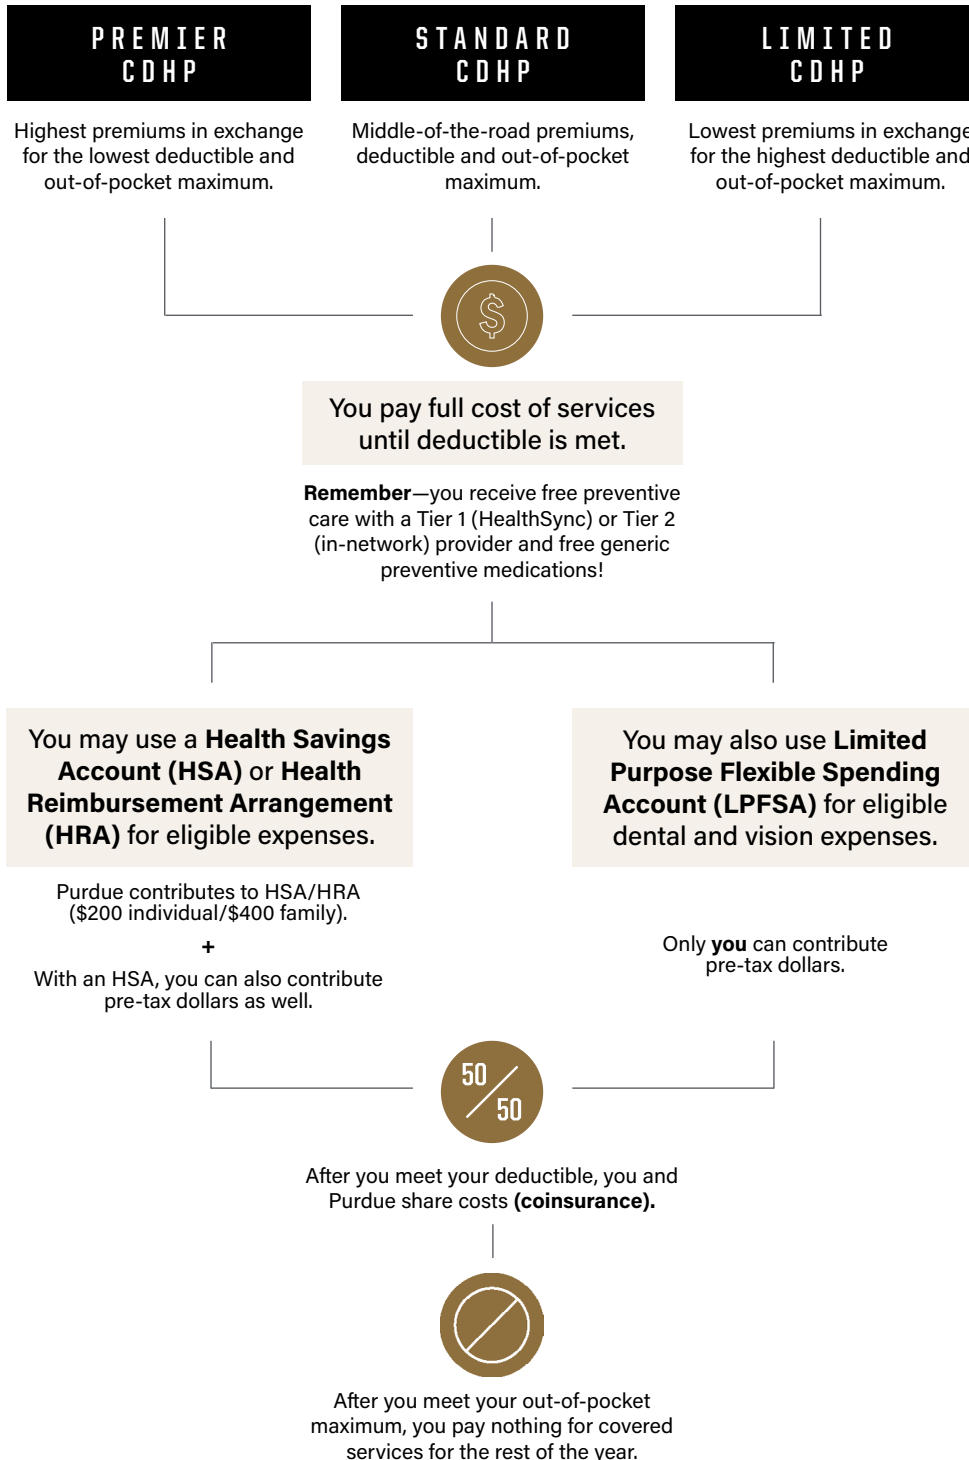 PREMIER
CDHP
STANDARD
CDHP
LIMITED
CDHP
Highest premiums in exchange
for the lowest deductible and
out-of-pocket maximum.
Middle-of-the-road premiums,
deductible and out-of-pocket
maximum.
Lowest premiums in exchange
for the highest deductible and
out-of-pocket maximum.
$
You pay full cost of services
until deductible is met.
Remember—you receive free preventive
care with a Tier 1 (HealthSync) or Tier 2
(in-network) provider and free generic
preventive medications!
You may use a Health Savings
Account (HSA) or Health
Reimbursement Arrangement
(HRA) for eligible expenses.
Purdue contributes to HSA/HRA
($200 individual/$400 family).
+
With an HSA, you can also contribute
pre-tax dollars as well.
You may also use Limited
Purpose Flexible Spending
Account (LPFSA) for eligible
dental and vision expenses.
Only you can contribute
pre-tax dollars.
50/50
After you meet your deductible, you and
Purdue share costs (coinsurance).
After you meet your out-of-pocket
maximum, you pay nothing for covered
services for the rest of the year.